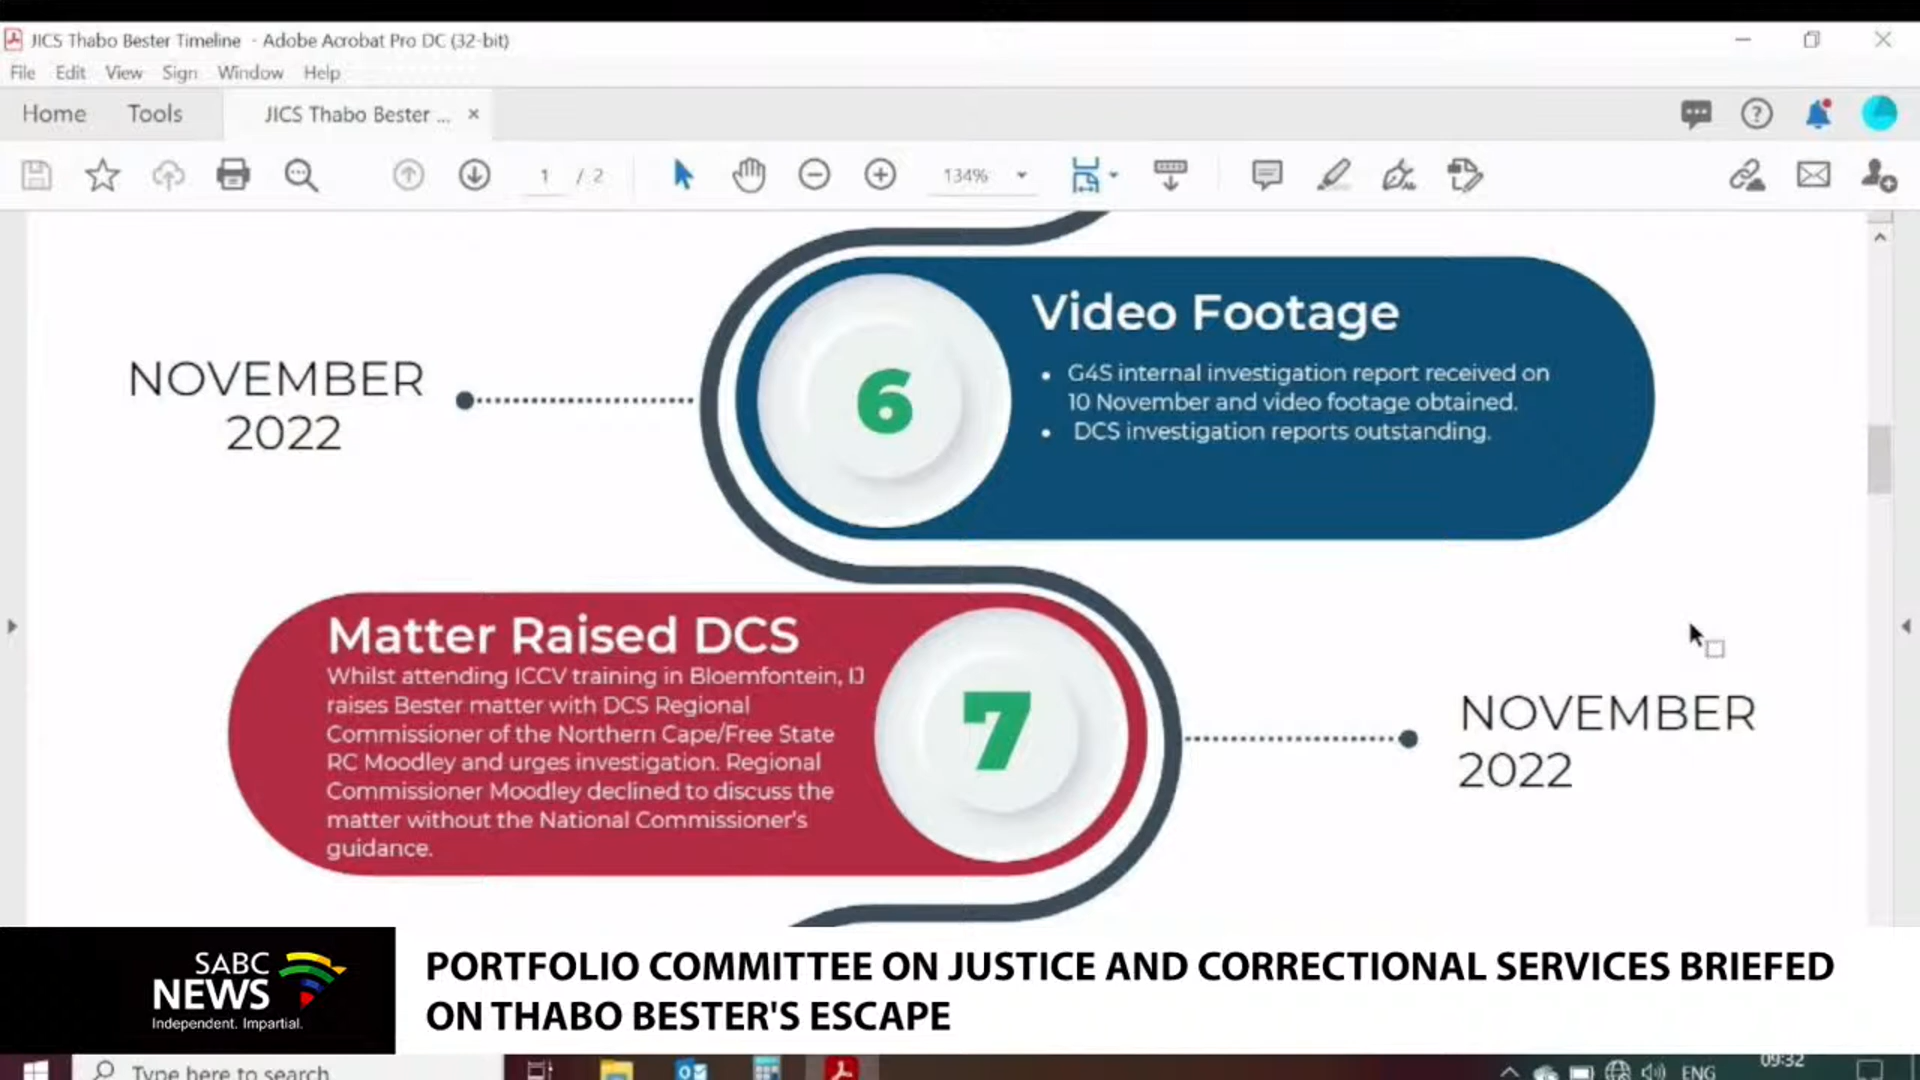 JICS Thabo Bester Timeline - Adobe Acrobat Pro DC (32-bit)
File Edit View Sign Window Help
Home Tools JICS Thabo Bester ... ×
1 / 2 134%
Video Footage
NOVEMBER
2022
6
• G4S internal investigation report received on
10 November and video footage obtained.
• DCS investigation reports outstanding.
Matter Raised DCS
Whilst attending ICCV training in Bloemfontein, IJ
raises Bester matter with DCS Regional
Commissioner of the Northern Cape/Free State
RC Moodley and urges investigation. Regional
Commissioner Moodley declined to discuss the
matter without the National Commissioner's
guidance.
7
NOVEMBER
2022
SABC
NEWS
Independent. Impartial.
PORTFOLIO COMMITTEE ON JUSTICE AND CORRECTIONAL SERVICES BRIEFED
ON THABO BESTER'S ESCAPE
Type here to search
ENG
09:32